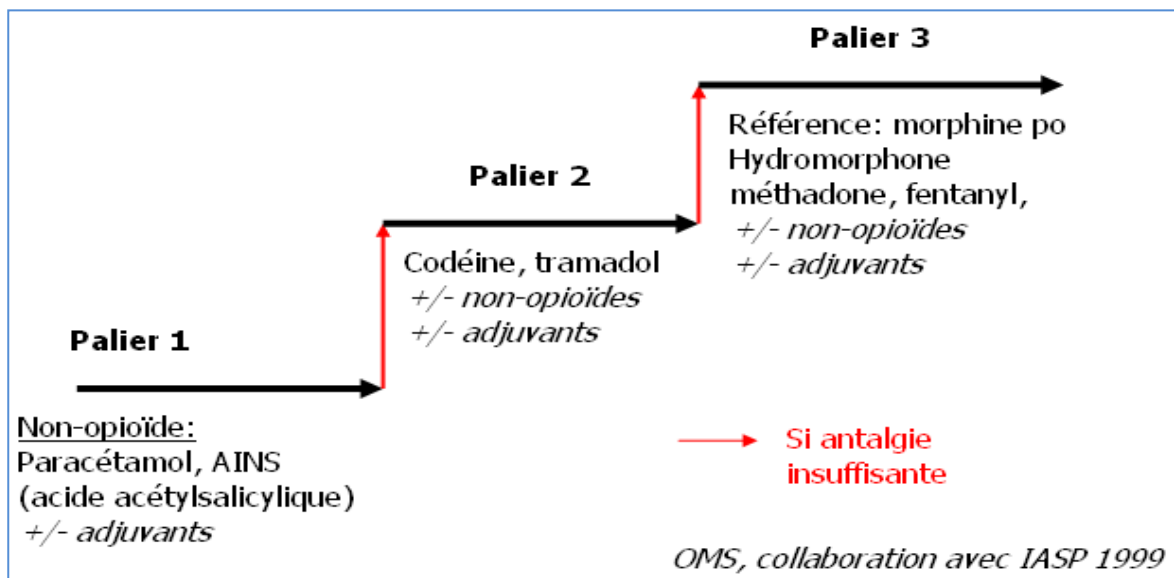 Palier 3
Référence: morphine po
Hydromorphone
méthadone, fentanyl,
+/- non-opioïdes
+/- adjuvants
Palier 2
Codéine, tramadol
+/- non-opioïdes
+/- adjuvants
Palier 1
Non-opioïde:
Paracétamol, AINS
(acide acétylsalicylique)
+/- adjuvants
Si antalgie
insuffisante
OMS, collaboration avec IASP 1999